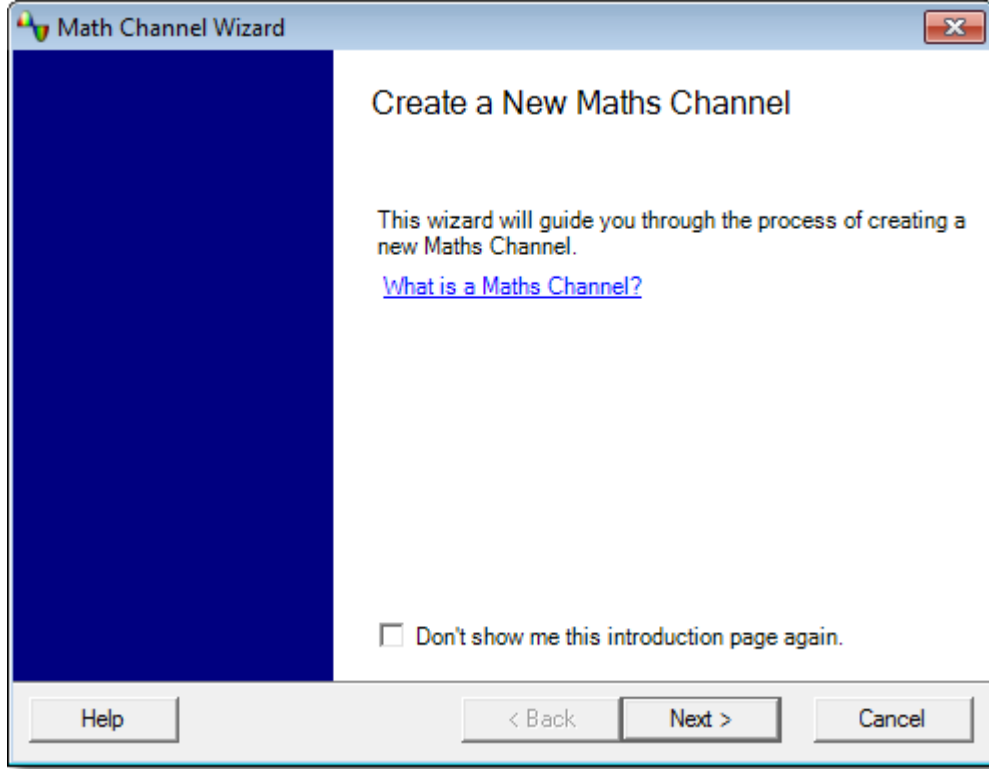 Math Channel Wizard
Create a New Maths Channel
This wizard will guide you through the process of creating a
new Maths Channel.
What is a Maths Channel?
Don't show me this introduction page again.
Help
< Back
Next >
Cancel